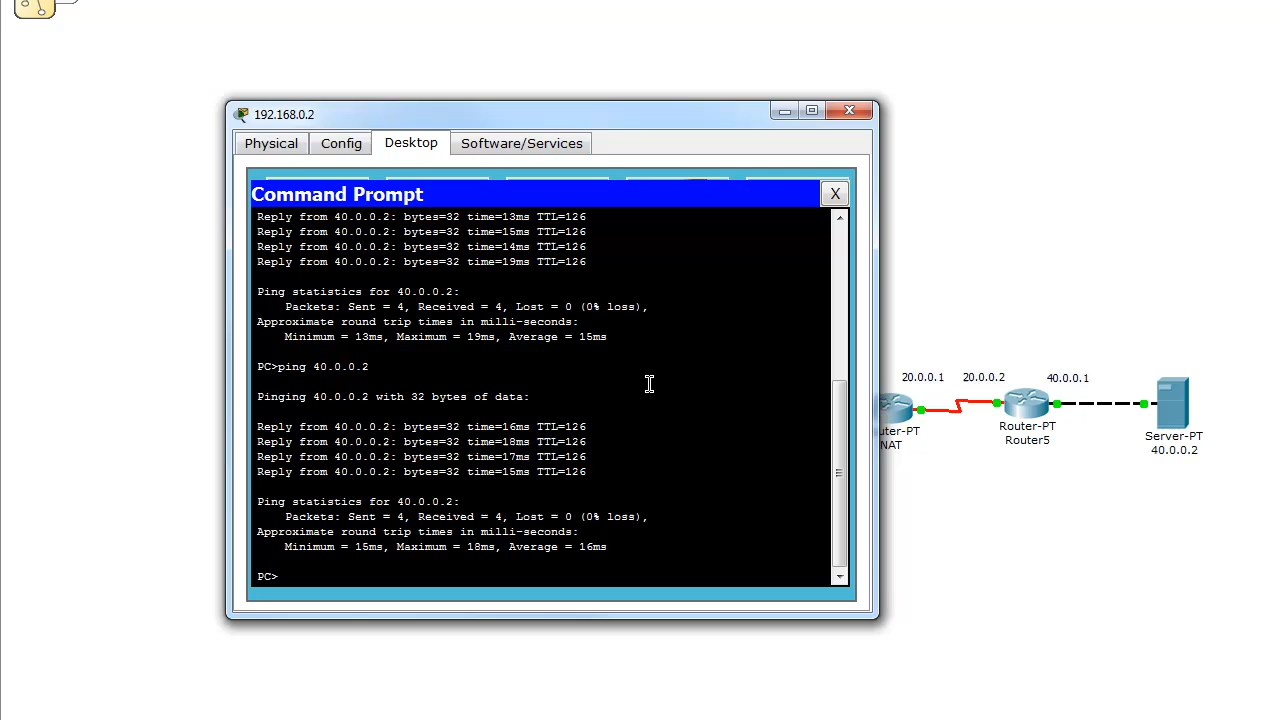 192.168.0.2
Physical
Config
Desktop
Software/Services
Command Prompt
X
Reply from 40.0.0.2: bytes=32 time=13ms TTL=126
Reply from 40.0.0.2: bytes=32 time=15ms TTL=126
Reply from 40.0.0.2: bytes=32 time=14ms TTL=126
Reply from 40.0.0.2: bytes=32 time=19ms TTL=126
Ping statistics for 40.0.0.2:
Packets: Sent = 4, Received = 4, Lost = 0 (0% loss),
Approximate round trip times in milli-seconds:
Minimum = 13ms, Maximum = 19ms, Average = 15ms
PC>ping 40.0.0.2
Pinging 40.0.0.2 with 32 bytes of data:
Reply from 40.0.0.2: bytes=32 time=16ms TTL=126
Reply from 40.0.0.2: bytes=32 time=18ms TTL=126
Reply from 40.0.0.2: bytes=32 time=17ms TTL=126
Reply from 40.0.0.2: bytes=32 time=15ms TTL=126
Ping statistics for 40.0.0.2:
Packets: Sent = 4, Received = 4, Lost = 0 (0% loss),
Approximate round trip times in milli-seconds:
Minimum = 15ms, Maximum = 18ms, Average = 16ms
PC>
20.0.0.1
20.0.0.2
40.0.0.1
uter-PT
NAT
Router-PT
Router5
Server-PT
40.0.0.2